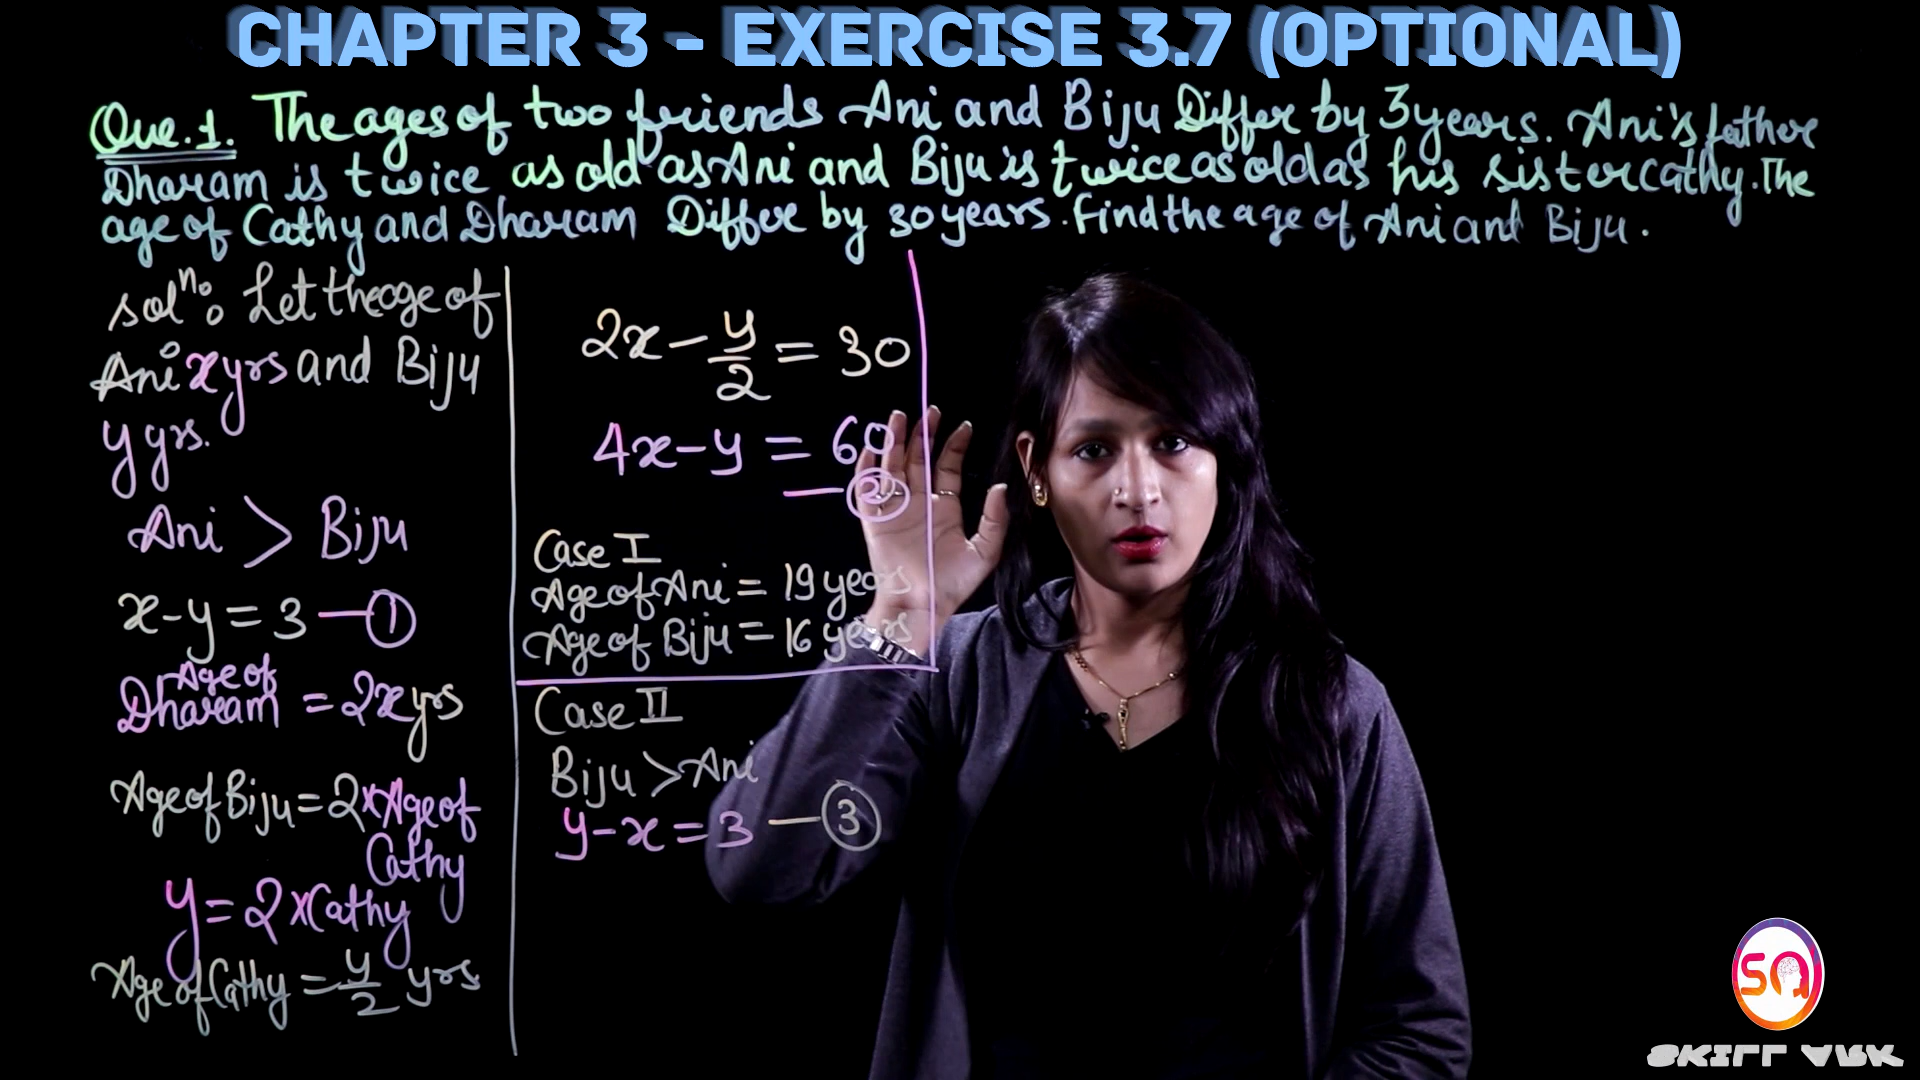 CHAPTER 3 - EXERCISE 3.7 (OPTIONAL)
Que.1. The ages of two friends Ani and Biju Differ by 3 years. Ani's father
Dharam is twice as old as Ani and Biju is twice as old as his sister Cathy. The
age of Cathy and Dharam Differ by 30 years. Find the age of Ani and Biju.
solⁿ: Let the age of
Ani x yrs and Biju
y yrs.
Ani > Biju
x-y = 3 — ①
Age of
Dharam = 2x yrs
Age of Biju = 2 x Age of
Cathy
y = 2 x Cathy
Age of Cathy = y/2 yrs
2x - y/2 = 30
4x - y = 60
— ②
Case I
Age of Ani = 19 years
Age of Biju = 16 years
Case II
Biju > Ani
y - x = 3 — ③
SA